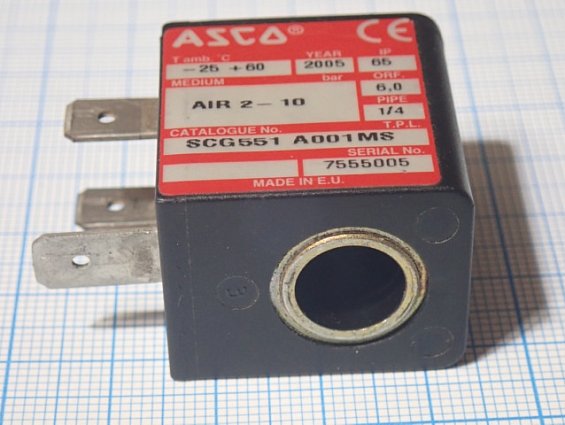 ASCO® CE
T amb. °C YEAR IP
-25 +60 2005 65
MEDIUM bar ORF.
AIR 2-10 6,0
PIPE
1/4
CATALOGUE No. T.P.L.
SCG551 A001MS
SERIAL No.
7555005
MADE IN E.U.